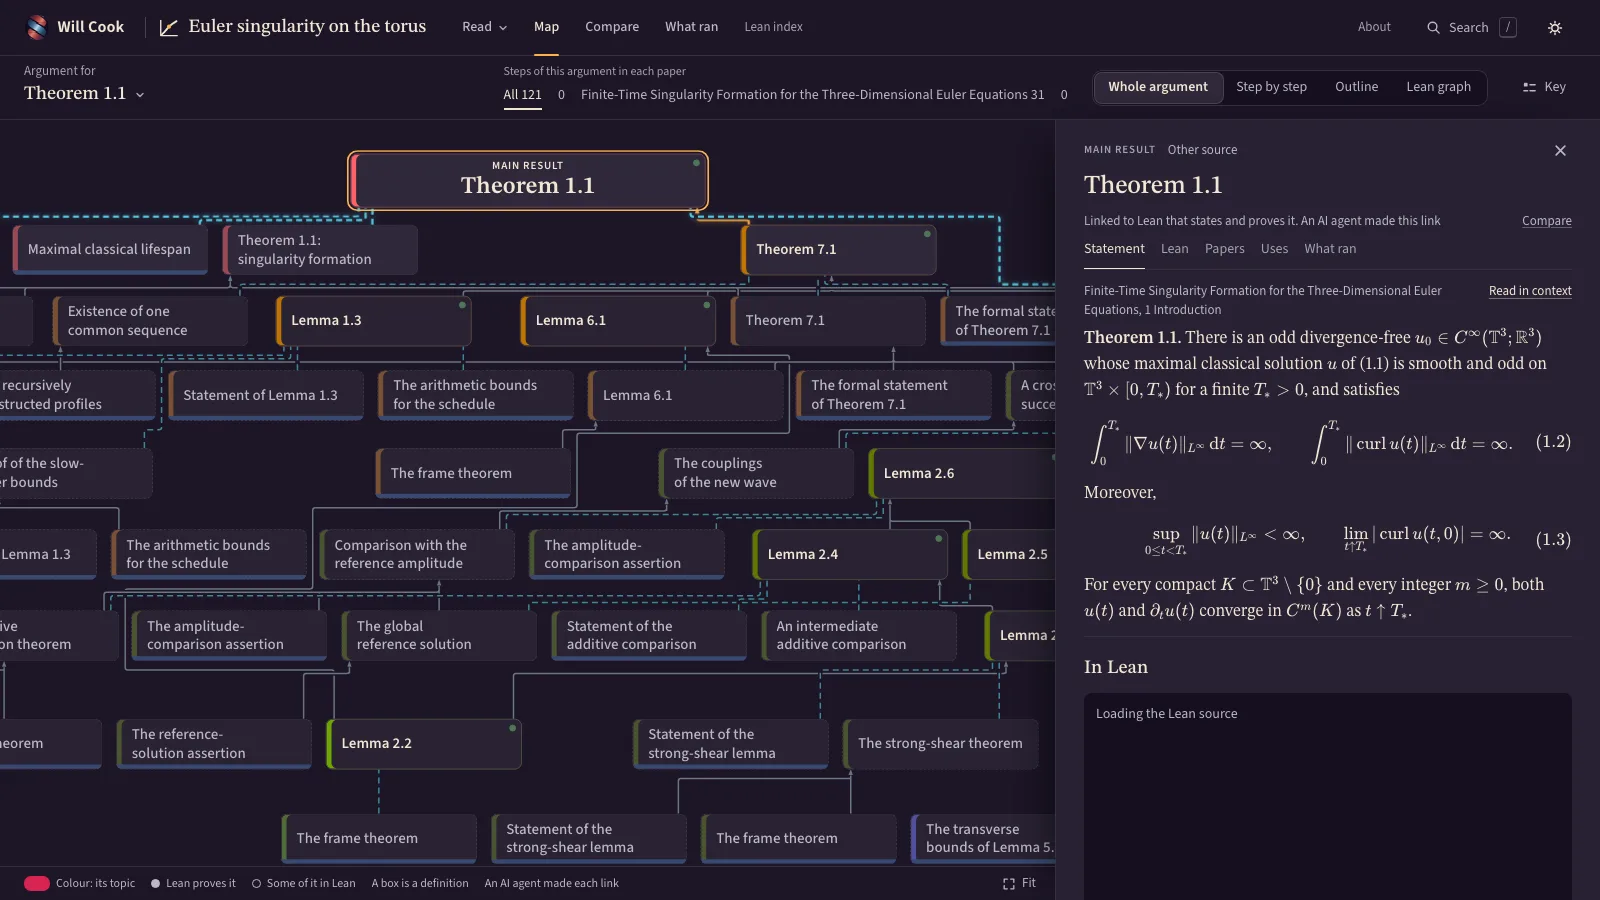 Will Cook
Euler singularity on the torus
Read
Map
Compare
What ran
Lean index
About
Search /
Argument for
Theorem 1.1
Steps of this argument in each paper
All 121 0 Finite-Time Singularity Formation for the Three-Dimensional Euler Equations 31 0
Whole argument
Step by step
Outline
Lean graph
Key
MAIN RESULT
Theorem 1.1
Maximal classical lifespan
Theorem 1.1:
singularity formation
Theorem 7.1
Existence of one
common sequence
Lemma 1.3
Lemma 6.1
Theorem 7.1
The formal state
of Theorem 7.1
recursively
structed profiles
Statement of Lemma 1.3
The arithmetic bounds
for the schedule
Lemma 6.1
The formal statement
of Theorem 7.1
A cros
succe
of of the slow-
er bounds
The frame theorem
The couplings
of the new wave
Lemma 2.6
Lemma 1.3
The arithmetic bounds
for the schedule
Comparison with the
reference amplitude
The amplitude-
comparison assertion
Lemma 2.4
Lemma 2.5
ive
on theorem
The amplitude-
comparison assertion
The global
reference solution
Statement of the
additive comparison
An intermediate
additive comparison
Lemma 2
eorem
The reference-
solution assertion
Lemma 2.2
Statement of the
strong-shear lemma
The strong-shear theorem
The frame theorem
Statement of the
strong-shear lemma
The frame theorem
The transverse
bounds of Lemma 5.
Colour: its topic
Lean proves it
Some of it in Lean
A box is a definition
An AI agent made each link
Fit
MAIN RESULT Other source
Theorem 1.1
Linked to Lean that states and proves it. An AI agent made this link
Compare
Statement
Lean
Papers
Uses
What ran
Finite-Time Singularity Formation for the Three-Dimensional Euler
Equations, 1 Introduction
Read in context
Theorem 1.1. There is an odd divergence-free u₀ ∈ C^∞(𝕋³; ℝ³)
whose maximal classical solution u of (1.1) is smooth and odd on
𝕋³ × [0, T_*) for a finite T_* > 0, and satisfies
∫₀^{T_*} ‖∇u(t)‖_{L^∞} dt = ∞, ∫₀^{T_*} ‖ curl u(t)‖_{L^∞} dt = ∞. (1.2)
Moreover,
sup_{0≤t<T_*} ‖u(t)‖_{L^∞} < ∞, lim_{t↑T_*} | curl u(t, 0)| = ∞. (1.3)
For every compact K ⊂ 𝕋³ \ {0} and every integer m ≥ 0, both
u(t) and ∂_t u(t) converge in C^m(K) as t ↑ T_*.
In Lean
Loading the Lean source